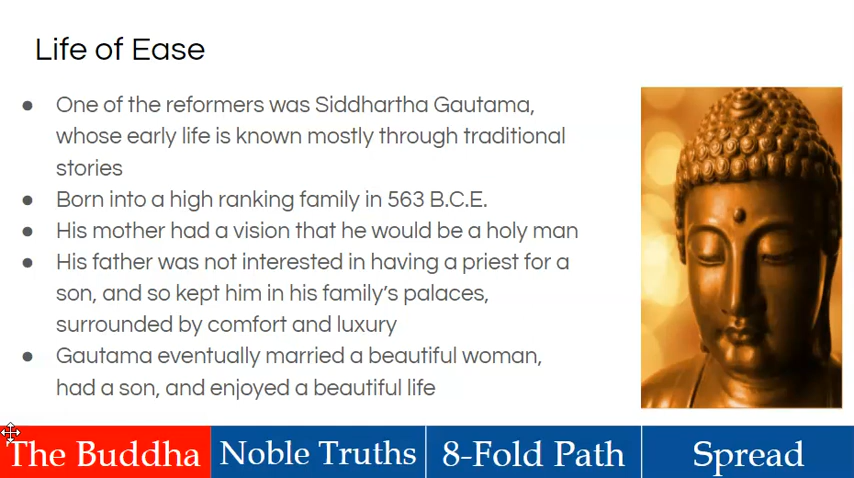 Life of Ease
● One of the reformers was Siddhartha Gautama,
whose early life is known mostly through traditional
stories
● Born into a high ranking family in 563 B.C.E.
● His mother had a vision that he would be a holy man
● His father was not interested in having a priest for a
son, and so kept him in his family's palaces,
surrounded by comfort and luxury
● Gautama eventually married a beautiful woman,
had a son, and enjoyed a beautiful life
The Buddha
Noble Truths
8-Fold Path
Spread